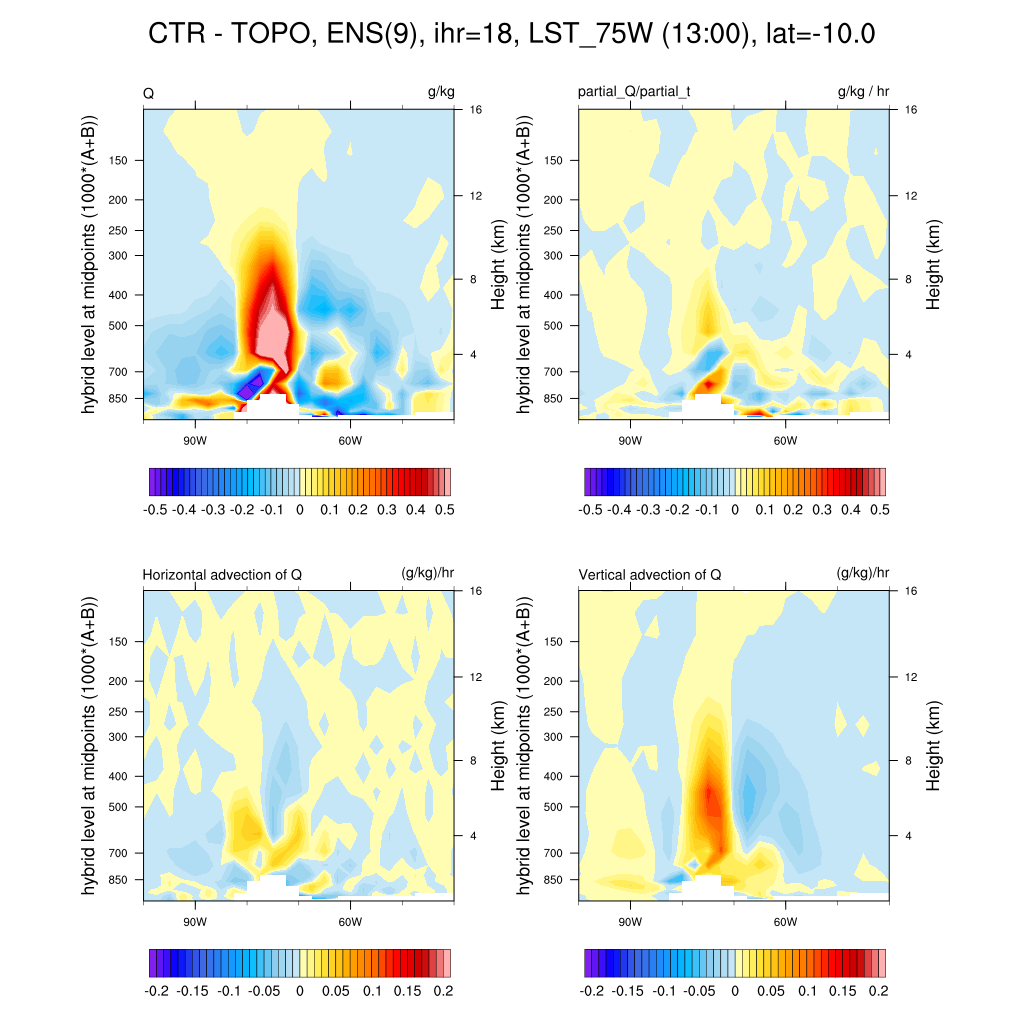 CTR - TOPO, ENS(9), ihr=18, LST_75W (13:00), lat=-10.0
Q g/kg
hybrid level at midpoints (1000*(A+B))
150
200
250
300
400
500
700
850
16
12
8
4
Height (km)
90W 60W
-0.5 -0.4 -0.3 -0.2 -0.1 0 0.1 0.2 0.3 0.4 0.5
partial_Q/partial_t g/kg / hr
hybrid level at midpoints (1000*(A+B))
150
200
250
300
400
500
700
850
16
12
8
4
Height (km)
90W 60W
-0.5 -0.4 -0.3 -0.2 -0.1 0 0.1 0.2 0.3 0.4 0.5
Horizontal advection of Q (g/kg)/hr
hybrid level at midpoints (1000*(A+B))
150
200
250
300
400
500
700
850
16
12
8
4
Height (km)
90W 60W
-0.2 -0.15 -0.1 -0.05 0 0.05 0.1 0.15 0.2
Vertical advection of Q (g/kg)/hr
hybrid level at midpoints (1000*(A+B))
150
200
250
300
400
500
700
850
16
12
8
4
Height (km)
90W 60W
-0.2 -0.15 -0.1 -0.05 0 0.05 0.1 0.15 0.2